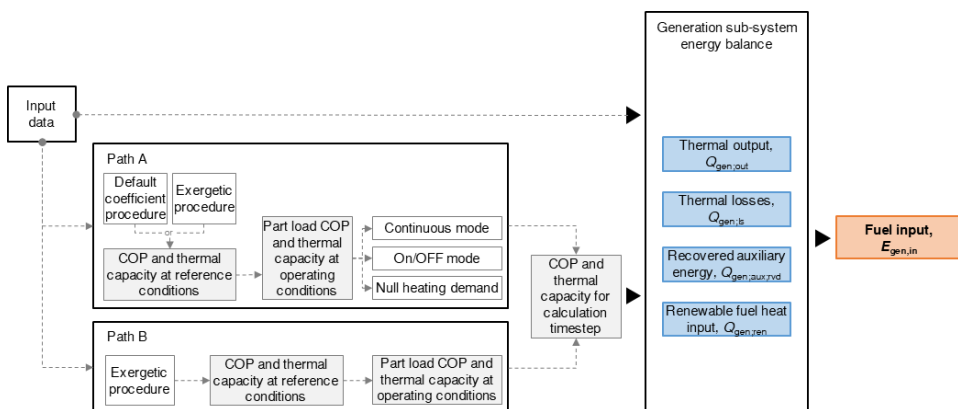 Generation sub-system
energy balance
Input
data
Path A
Default
coefficient
procedure
Exergetic
procedure
or
COP and thermal
capacity at reference
conditions
Part load COP
and thermal
capacity at
operating
conditions
Continuous mode
On/OFF mode
Null heating demand
COP and
thermal
capacity for
calculation
timestep
Thermal output,
Qgen;out
Thermal losses,
Qgen;ls
Recovered auxiliary
energy, Qgen;aux,rvd
Renewable fuel heat
input, Qgen,ren
Fuel input,
Egen,in
Path B
Exergetic
procedure
COP and thermal
capacity at reference
conditions
Part load COP and
thermal capacity at
operating conditions